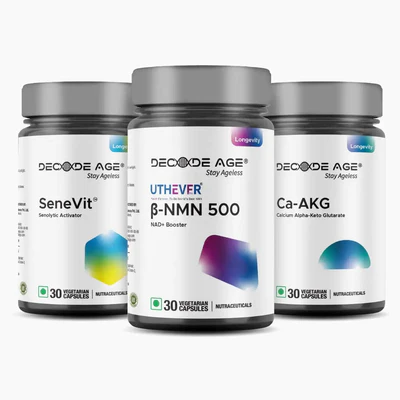 Longevity
DECODE AGE®
Stay Ageless
SeneVit™
Senolytic Activator
30 VEGETARIAN CAPSULES
NUTRACEUTICALS
Longevity
DECODE AGE®
Stay Ageless
UTHEVER®
β-NMN 500
NAD+ Booster
30 VEGETARIAN CAPSULES
NUTRACEUTICALS
Longevity
DECODE AGE®
Stay Ageless
Ca-AKG
Calcium Alpha-Keto Glutarate
30 VEGETARIAN CAPSULES
NUTRACEUTICALS